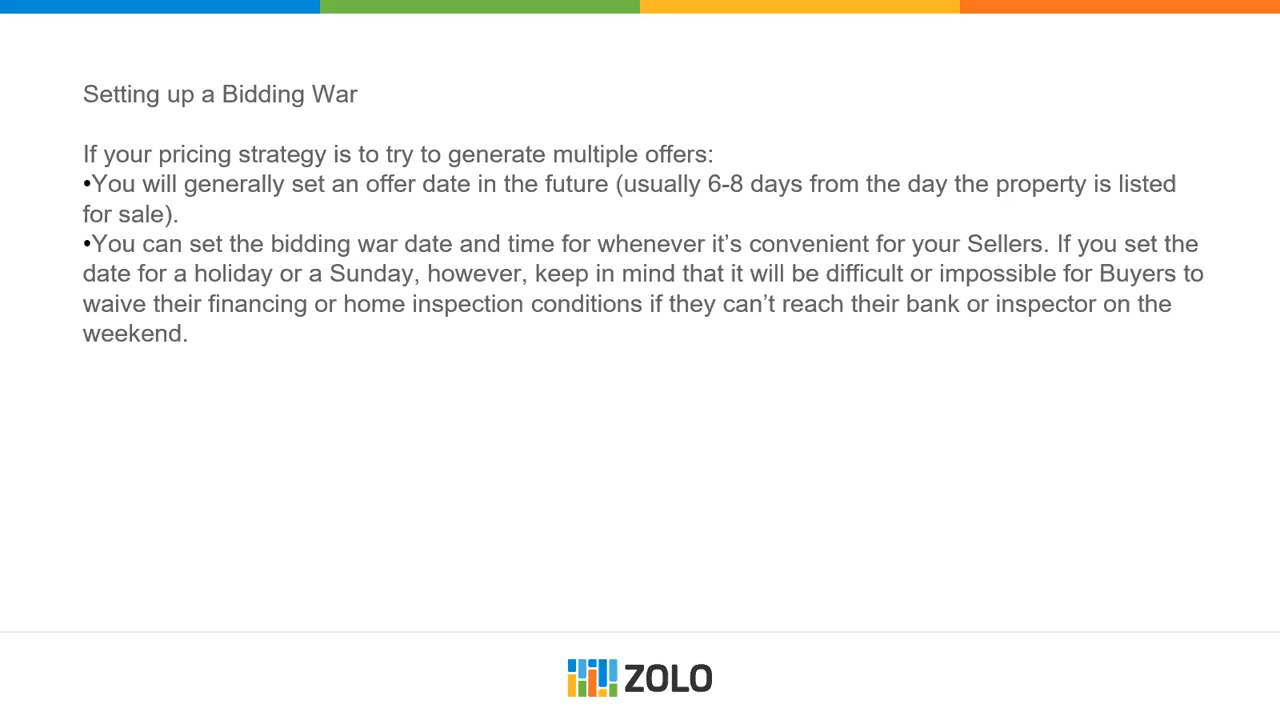 Setting up a Bidding War
If your pricing strategy is to try to generate multiple offers:
•You will generally set an offer date in the future (usually 6-8 days from the day the property is listed
for sale).
•You can set the bidding war date and time for whenever it’s convenient for your Sellers. If you set the
date for a holiday or a Sunday, however, keep in mind that it will be difficult or impossible for Buyers to
waive their financing or home inspection conditions if they can’t reach their bank or inspector on the
weekend.
ZOLO